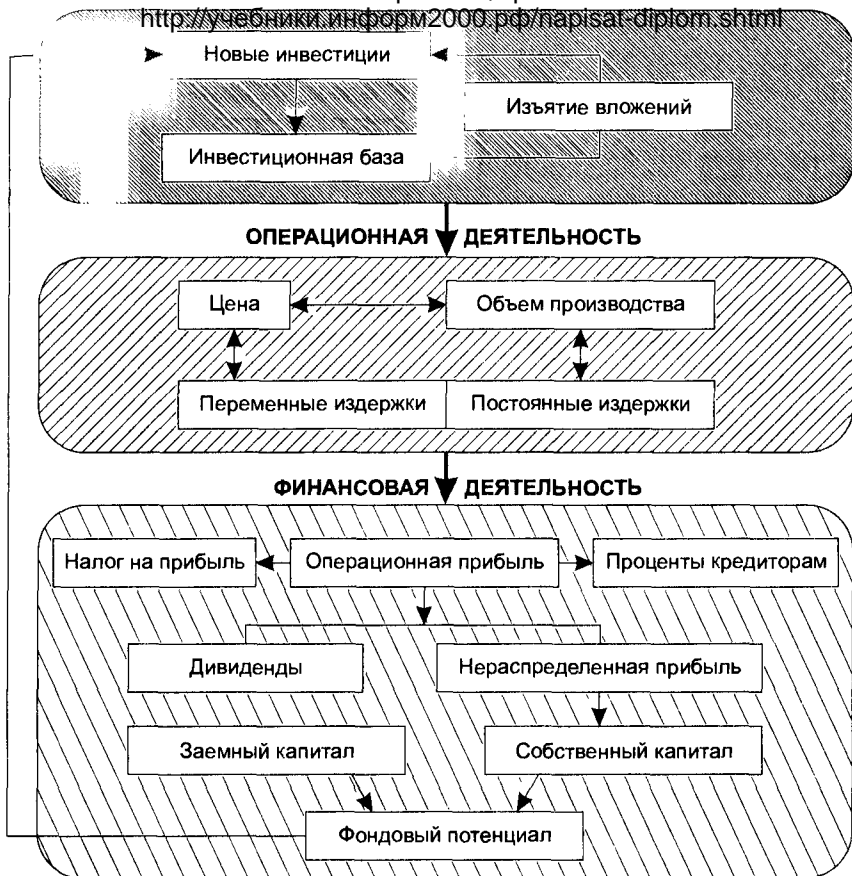 http://учебники.информ2000.рф/napisat-diplom.shtml
Новые инвестиции
Изъятие вложений
Инвестиционная база
ОПЕРАЦИОННАЯ ДЕЯТЕЛЬНОСТЬ
Цена
Объем производства
Переменные издержки
Постоянные издержки
ФИНАНСОВАЯ ДЕЯТЕЛЬНОСТЬ
Налог на прибыль
Операционная прибыль
Проценты кредиторам
Дивиденды
Нераспределенная прибыль
Заемный капитал
Собственный капитал
Фондовый потенциал